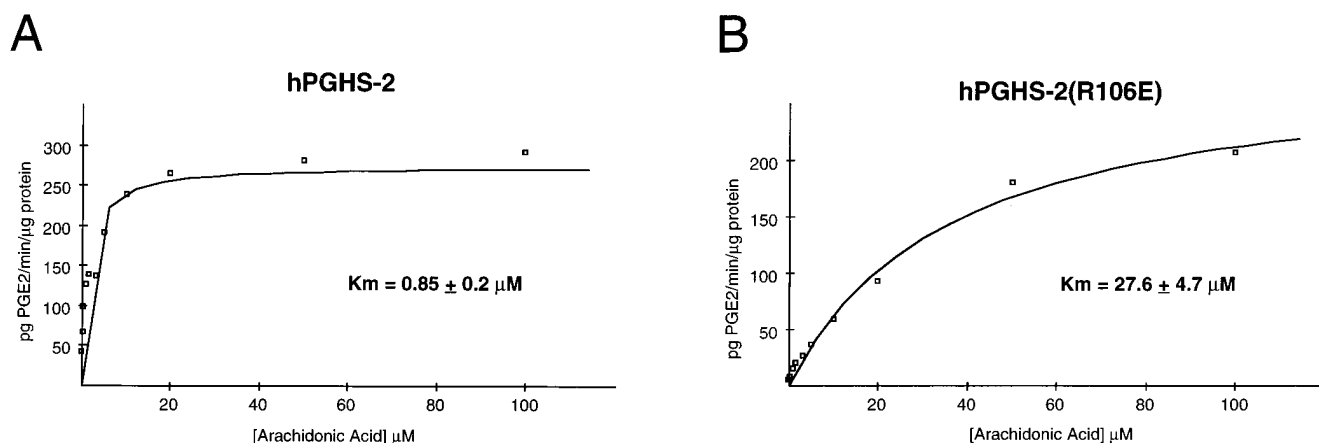 A
hPGHS-2
pg PGE2/min/µg protein
300
250
200
150
100
50
Km = 0.85 ± 0.2 µM
20
40
60
80
100
[Arachidonic Acid] µM
B
hPGHS-2(R106E)
pg PGE2/min/µg protein
200
150
100
50
Km = 27.6 ± 4.7 µM
20
40
60
80
100
[Arachidonic Acid] µM